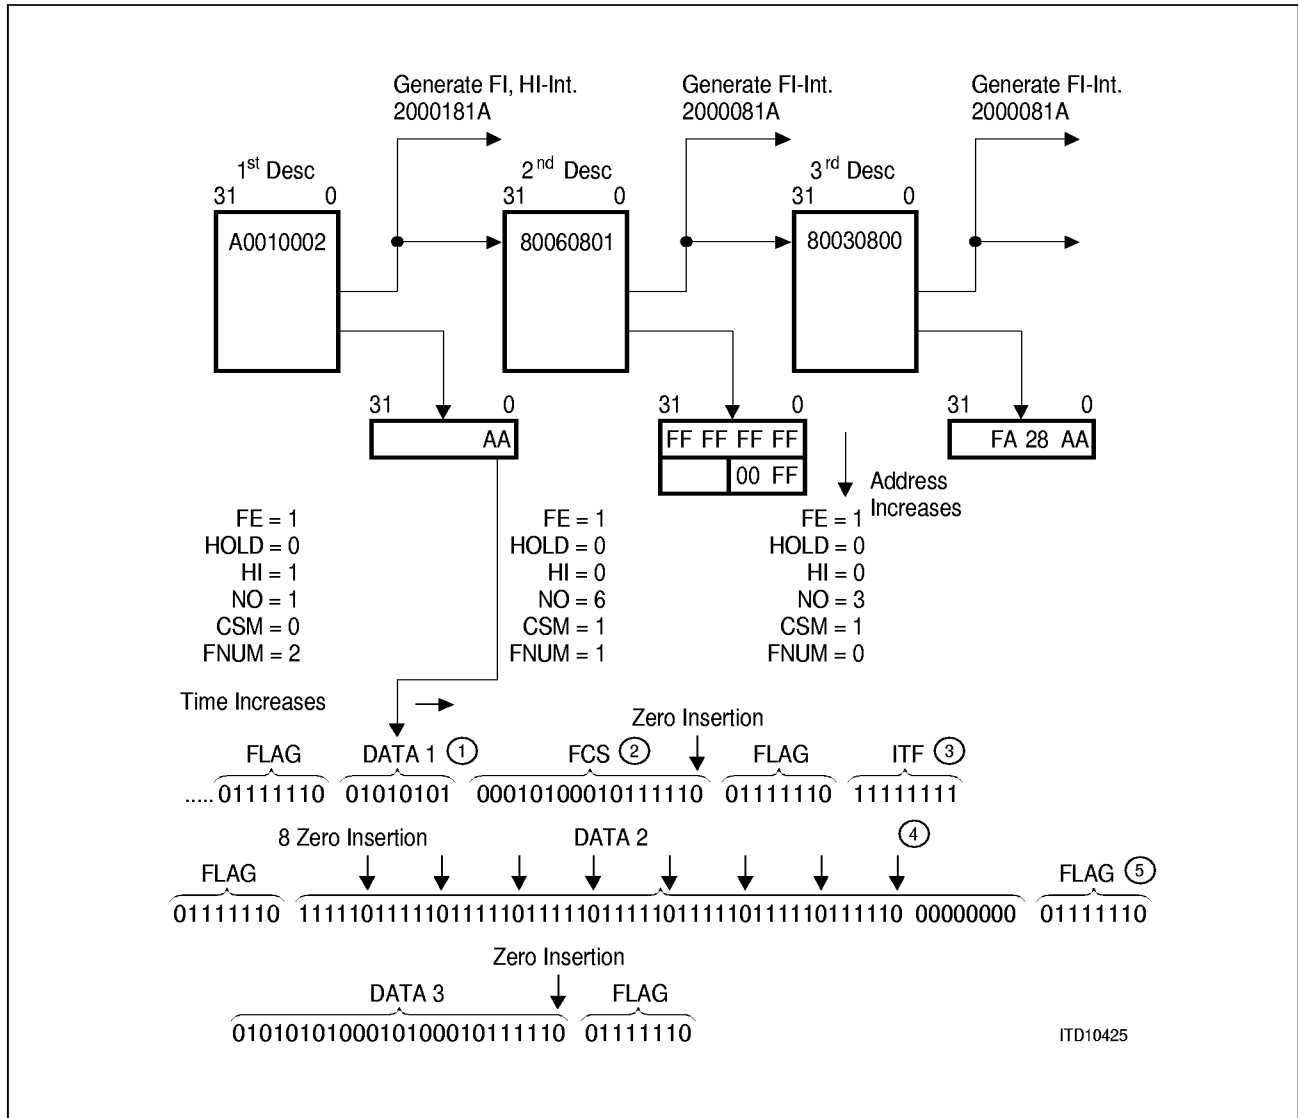 Generate FI, HI-Int. Generate FI-Int. Generate FI-Int.
2000181A 2000081A 2000081A
1st Desc 2nd Desc 3rd Desc
31 0 31 0 31 0
A0010002 80060801 80030800
31 0 31 0 31 0
AA FF FF FF FF FA 28 AA
00 FF
Address
Increases
FE = 1 FE = 1 FE = 1
HOLD = 0 HOLD = 0 HOLD = 0
HI = 1 HI = 0 HI = 0
NO = 1 NO = 6 NO = 3
CSM = 0 CSM = 1 CSM = 1
FNUM = 2 FNUM = 1 FNUM = 0
Time Increases
Zero Insertion
FLAG DATA 1 1 FCS 2 FLAG ITF 3
.....01111110 01010101 00010100010111110 01111110 11111111
8 Zero Insertion DATA 2 4
FLAG FLAG 5
01111110 111110111110111110111110111110111110111110111110 00000000 01111110
Zero Insertion
DATA 3 FLAG
0101010100010100010111110 01111110
ITD10425